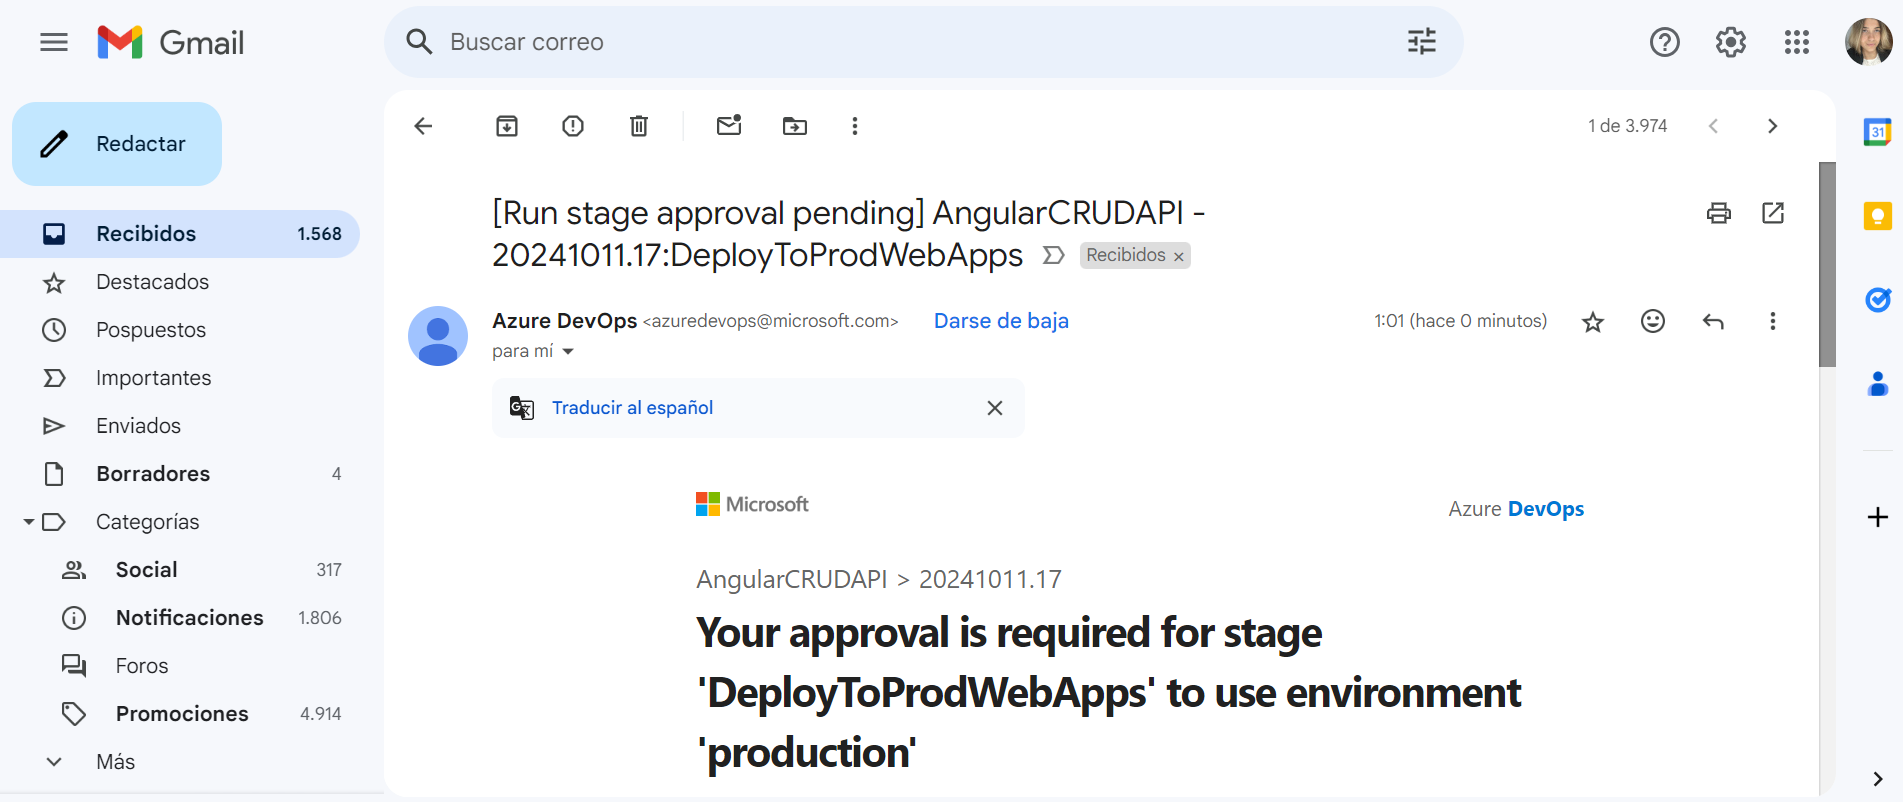 Gmail
Buscar correo
Redactar
Recibidos 1.568
Destacados
Pospuestos
Importantes
Enviados
Borradores 4
Categorías
Social 317
Notificaciones 1.806
Foros
Promociones 4.914
Más
1 de 3.974
[Run stage approval pending] AngularCRUDAPI -
20241011.17:DeployToProdWebApps Recibidos ×
Azure DevOps <azuredevops@microsoft.com> Darse de baja 1:01 (hace 0 minutos)
para mí
Traducir al español
Microsoft Azure DevOps
AngularCRUDAPI > 20241011.17
Your approval is required for stage
'DeployToProdWebApps' to use environment
'production'
31